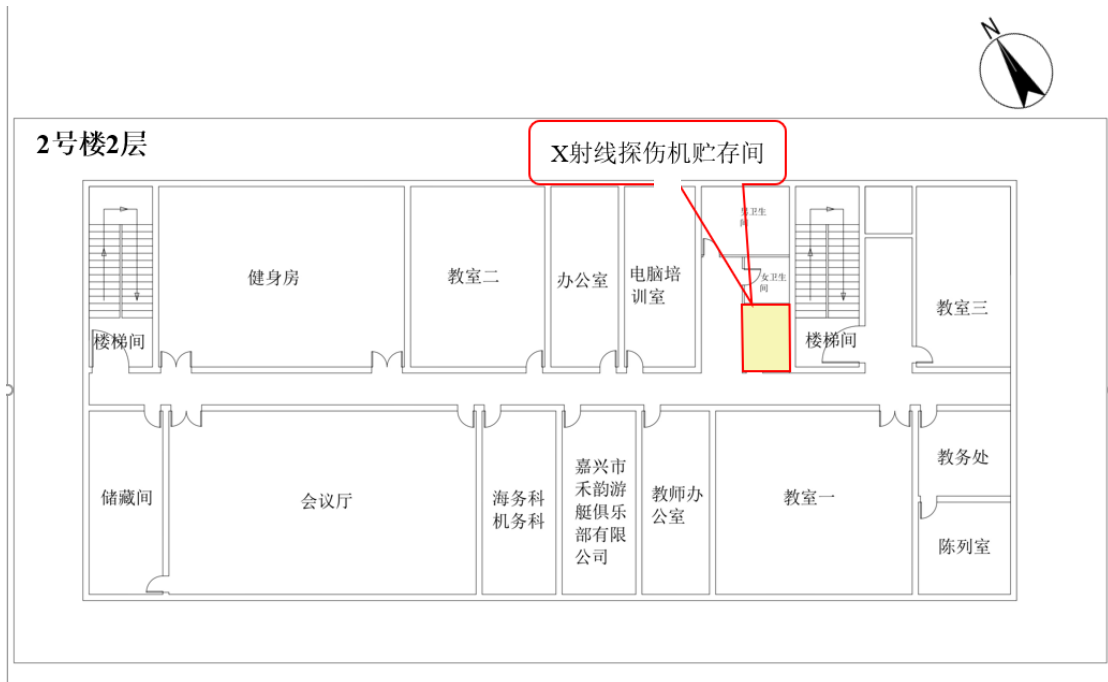 N
2号楼2层
X射线探伤机贮存间
男卫生
间
女卫生
间
健身房
教室二
办公室
电脑培
训室
教室三
楼梯间
楼梯间
储藏间
会议厅
海务科
机务科
嘉兴市
禾韵游
艇俱乐
部有限
公司
教师办
公室
教室一
教务处
陈列室